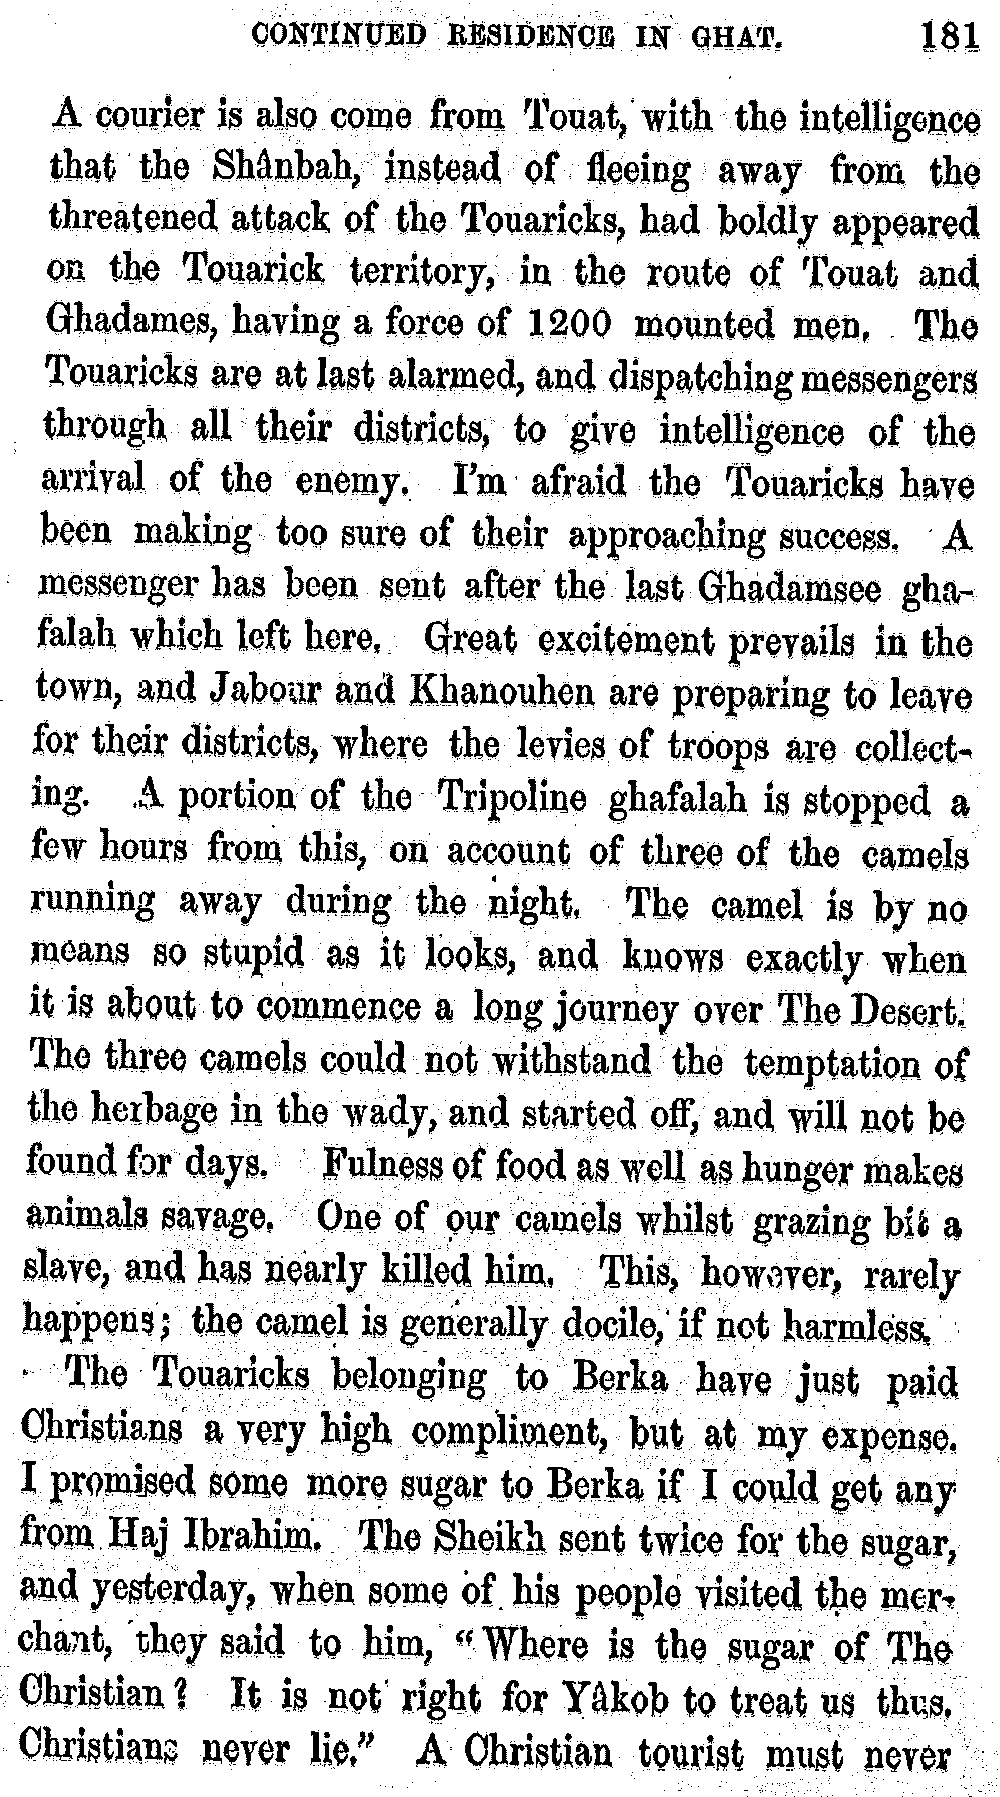 CONTINUED RESIDENCE IN GHAT. 181
A courier is also come from Touat, with the intelligence
that the Shânbah, instead of fleeing away from the
threatened attack of the Touaricks, had boldly appeared
on the Touarick territory, in the route of Touat and
Ghadames, having a force of 1200 mounted men. The
Touaricks are at last alarmed, and dispatching messengers
through all their districts, to give intelligence of the
arrival of the enemy. I'm afraid the Touaricks have
been making too sure of their approaching success. A
messenger has been sent after the last Ghadamsee gha-
falah which left here. Great excitement prevails in the
town, and Jabour and Khanouhen are preparing to leave
for their districts, where the levies of troops are collect-
ing. A portion of the Tripoline ghafalah is stopped a
few hours from this, on account of three of the camels
running away during the night. The camel is by no
means so stupid as it looks, and knows exactly when
it is about to commence a long journey over The Desert.
The three camels could not withstand the temptation of
the herbage in the wady, and started off, and will not be
found for days. Fulness of food as well as hunger makes
animals savage. One of our camels whilst grazing bit a
slave, and has nearly killed him. This, however, rarely
happens; the camel is generally docile, if not harmless.
The Touaricks belonging to Berka have just paid
Christians a very high compliment, but at my expense.
I promised some more sugar to Berka if I could get any
from Haj Ibrahim. The Sheikh sent twice for the sugar,
and yesterday, when some of his people visited the mer-
chant, they said to him, "Where is the sugar of The
Christian? It is not right for Yâkob to treat us thus.
Christians never lie." A Christian tourist must never